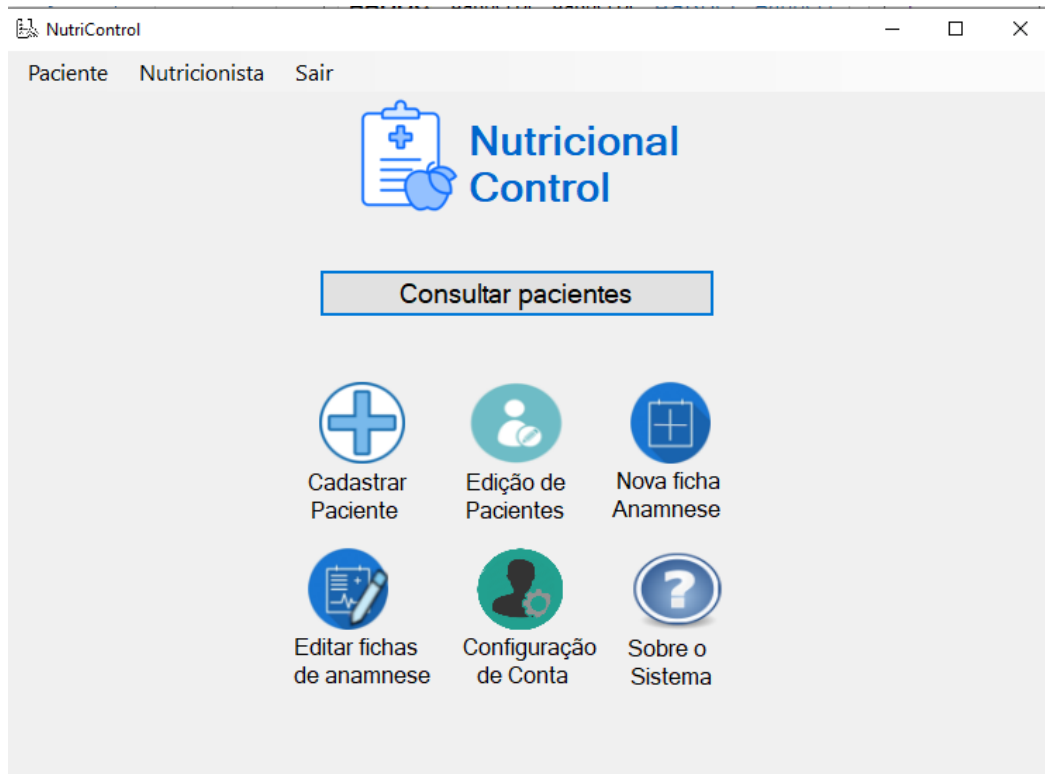 NutriControl
Paciente Nutricionista Sair
Nutricional
Control
Consultar pacientes
Cadastrar
Paciente
Edição de
Pacientes
Nova ficha
Anamnese
Editar fichas
de anamnese
Configuração
de Conta
Sobre o
Sistema